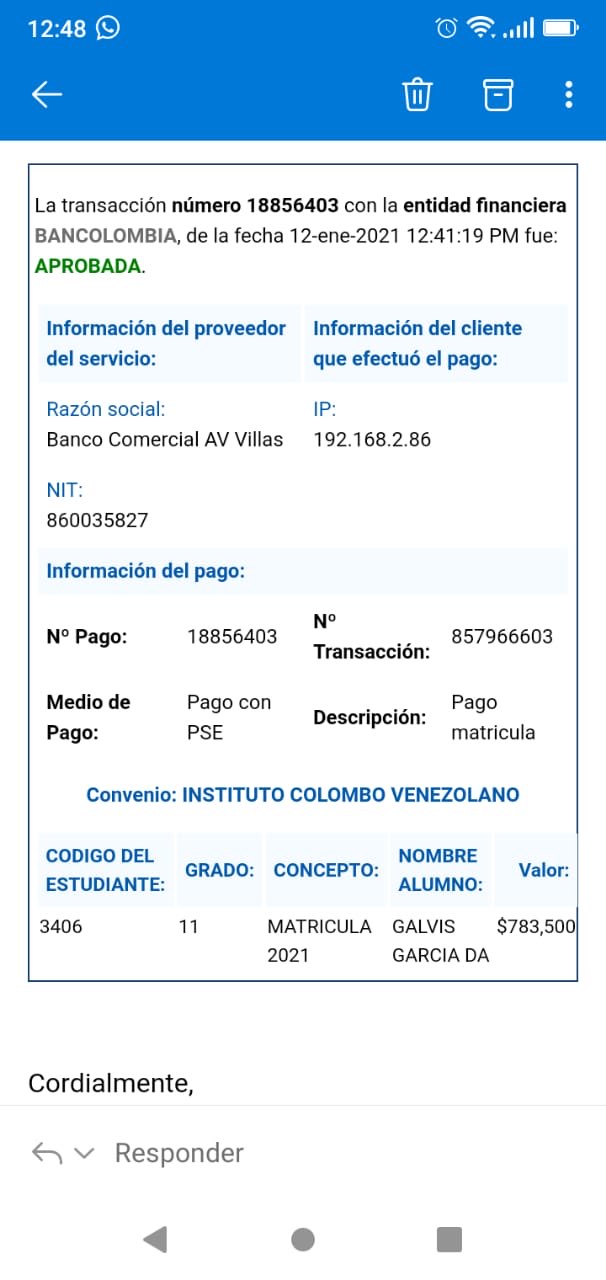 12:48
La transacción número 18856403 con la entidad financiera
BANCOLOMBIA, de la fecha 12-ene-2021 12:41:19 PM fue:
APROBADA.
Información del proveedor
del servicio:
Información del cliente
que efectuó el pago:
Razón social:
Banco Comercial AV Villas
IP:
192.168.2.86
NIT:
860035827
Información del pago:
Nº Pago:
18856403
Nº
Transacción:
857966603
Medio de
Pago:
Pago con
PSE
Descripción:
Pago
matricula
Convenio: INSTITUTO COLOMBO VENEZOLANO
CODIGO DEL
ESTUDIANTE:
GRADO:
CONCEPTO:
NOMBRE
ALUMNO:
Valor:
3406
11
MATRICULA
2021
GALVIS
GARCIA DA
$783,500
Cordialmente,
Responder